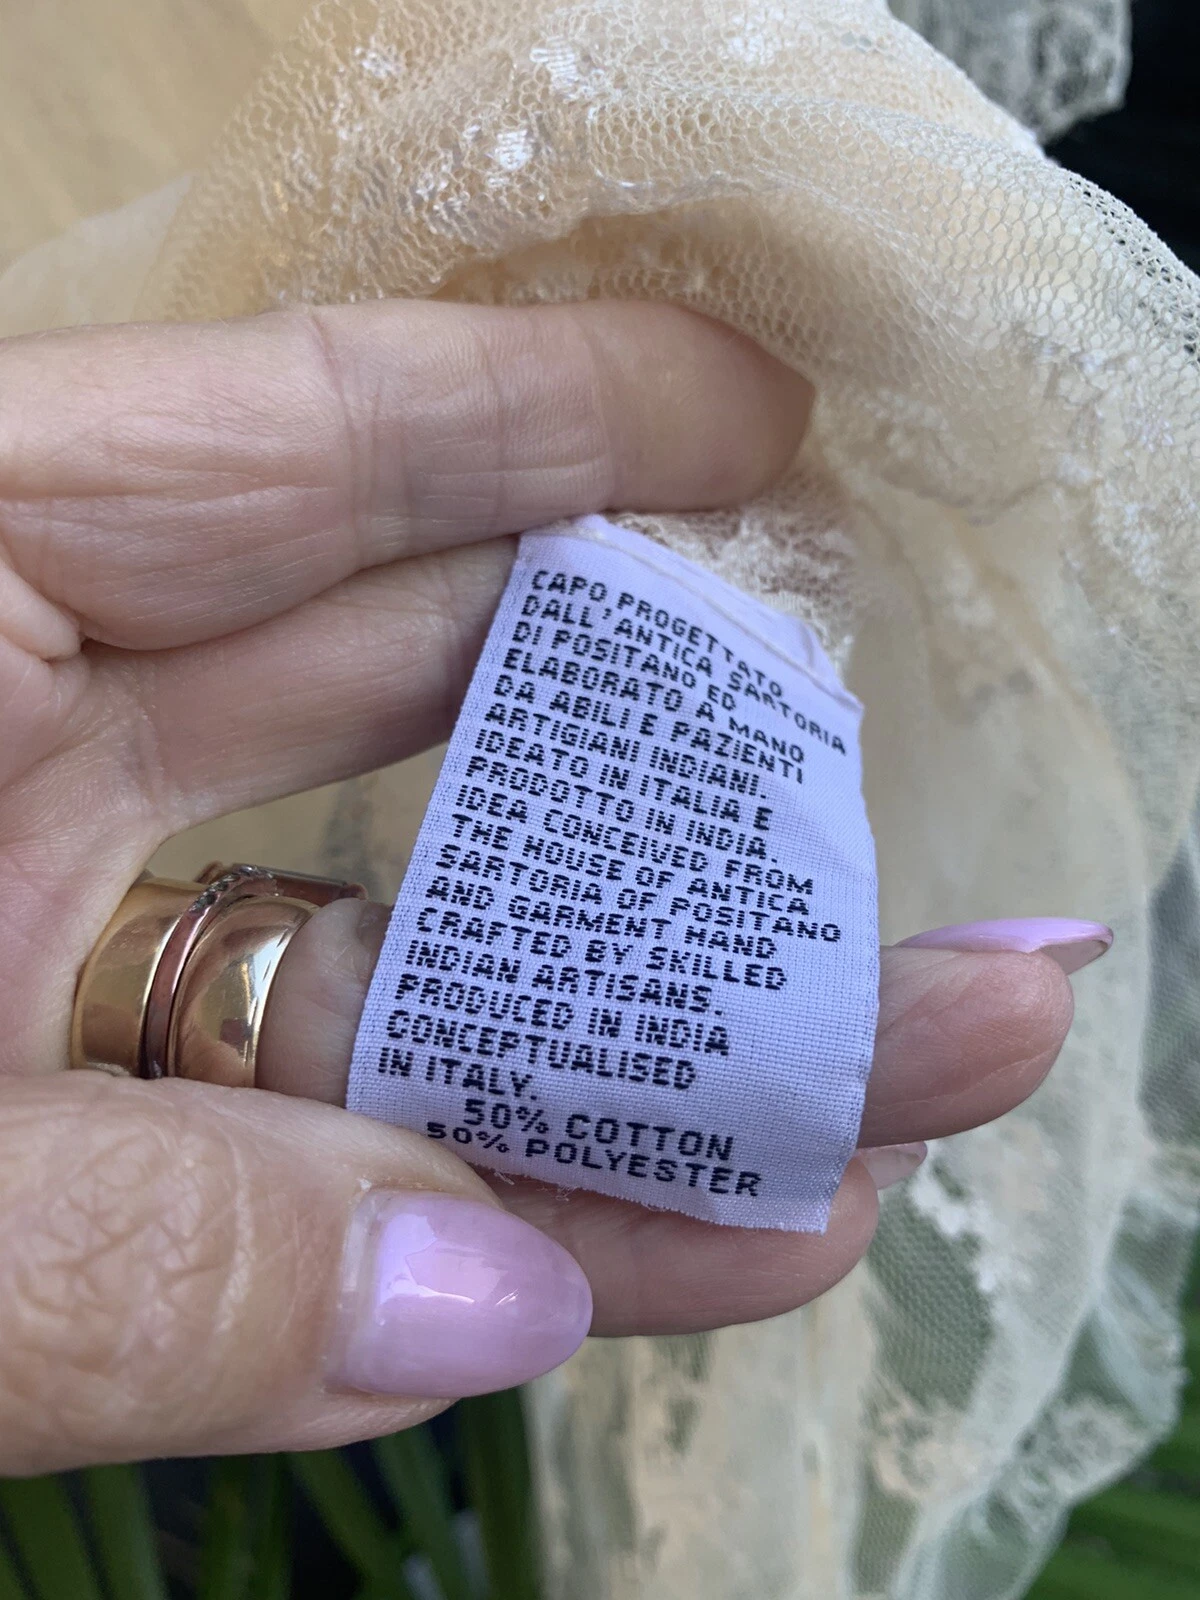 CAPO PROGETTATO
DALL'ANTICA SARTORIA
DI POSITANO ED
ELABORATO A MANO
DA ABILI E PAZIENTI
ARTIGIANI INDIANI.
IDEATO IN ITALIA E
PRODOTTO IN INDIA.
IDEA CONCEIVED FROM
THE HOUSE OF ANTICA
SARTORIA OF POSITANO
AND GARMENT HAND
CRAFTED BY SKILLED
INDIAN ARTISANS.
PRODUCED IN INDIA
CONCEPTUALISED
IN ITALY.
50% COTTON
50% POLYESTER